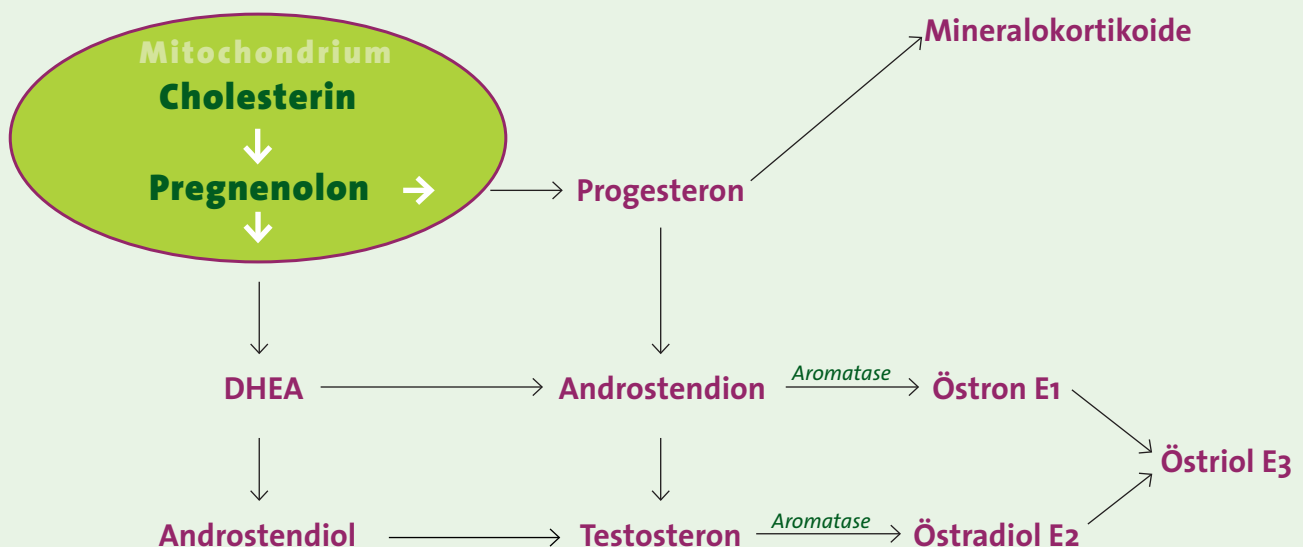 Mineralokortikoide
Mitochondrium
Cholesterin
Pregnenolon
Progesteron
DHEA
Androstendion
Aromatase
Östron E1
Östriol E3
Androstendiol
Testosteron
Aromatase
Östradiol E2